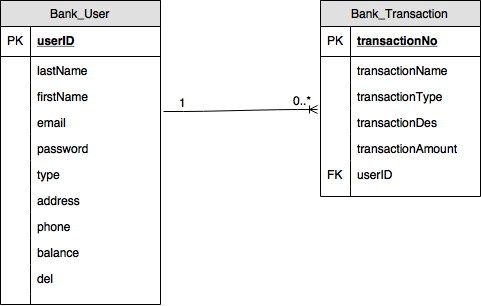 Bank_User
PK userID
lastName
firstName
email
password
type
address
phone
balance
del
1
0..*
Bank_Transaction
PK transactionNo
transactionName
transactionType
transactionDes
transactionAmount
FK userID